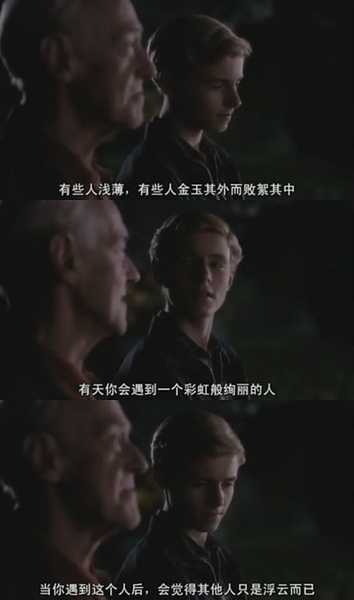 有些人浅薄，有些人金玉其外而败絮其中
有天你会遇到一个彩虹般绚丽的人
当你遇到这个人后，会觉得其他人只是浮云而已